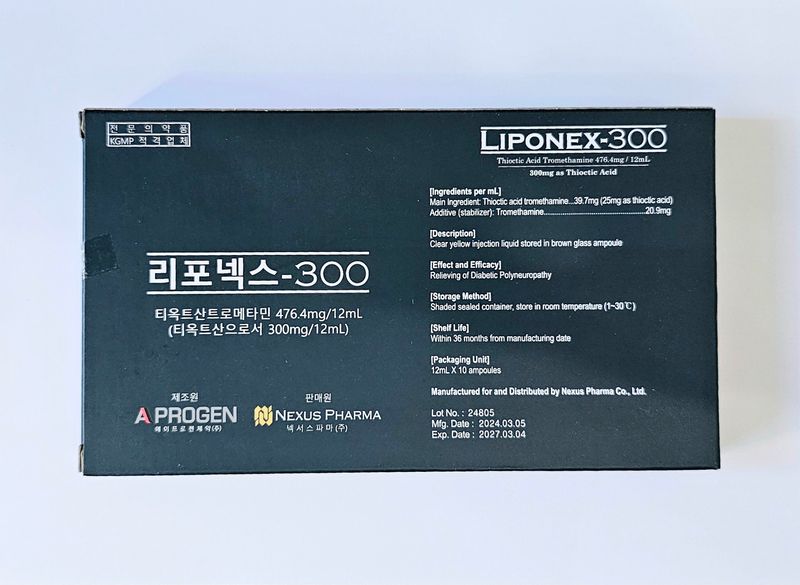 전문의약품
KGMP 적격업체
리포넥스-300
티옥트산트로메타민 476.4mg/12mL
(티옥트산으로서 300mg/12mL)
제조원
APROGEN
에이프로젠제약(주)
판매원
NEXUS PHARMA
넥서스파마(주)
LIPONEX-300
Thioctic Acid Tromethamine 476.4mg / 12mL
300mg as Thioctic Acid
[Ingredients per mL]
Main Ingredient: Thioctic acid tromethamine...39.7mg (25mg as thioctic acid)
Additive (stabilizer): Tromethamine.......................................................20.9mg
[Description]
Clear yellow injection liquid stored in brown glass ampoule
[Effect and Efficacy]
Relieving of Diabetic Polyneuropathy
[Storage Method]
Shaded sealed container, store in room temperature (1~30℃)
[Shelf Life]
Within 36 months from manufacturing date
[Packaging Unit]
12mL X 10 ampoules
Manufactured for and Distributed by Nexus Pharma Co., Ltd.
Lot No. : 24805
Mfg. Date : 2024.03.05
Exp. Date : 2027.03.04